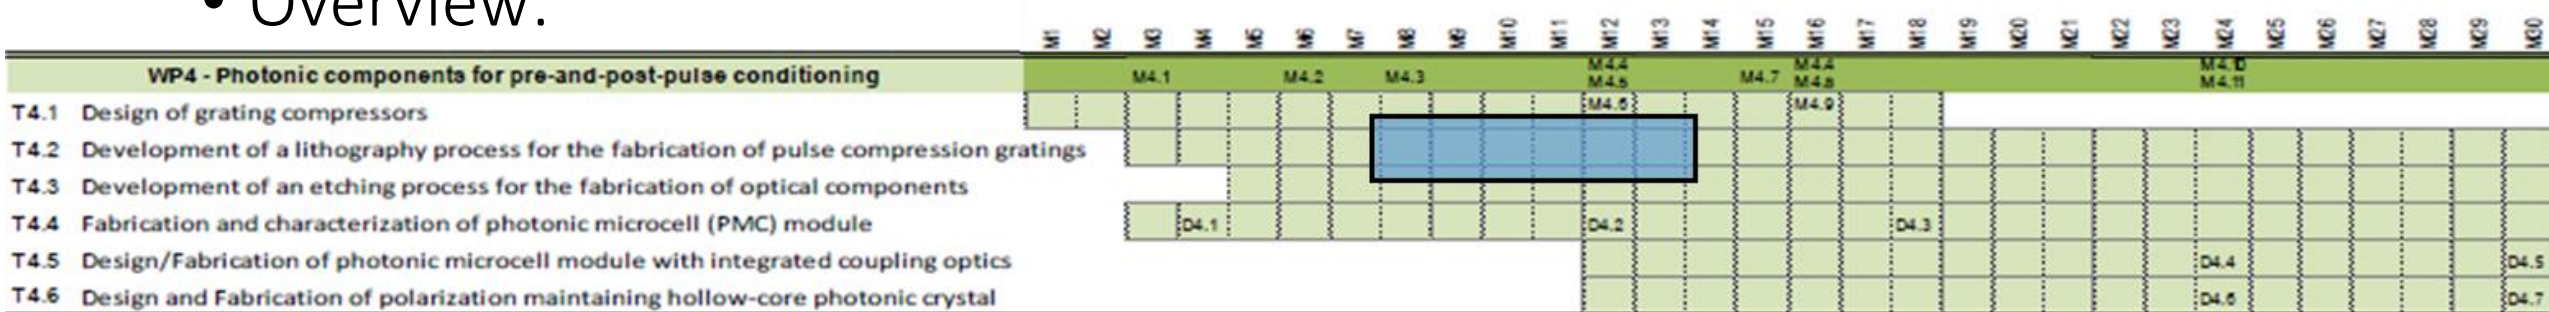 • Overview:
M1 M2 M3 M4 M5 M6 M7 M8 M9 M10 M11 M12 M13 M14 M15 M16 M17 M18 M19 M20 M21 M22 M23 M24 M25 M26 M27 M28 M29 M30
WP4 - Photonic components for pre-and-post-pulse conditioning M4.1 M4.2 M4.3 M4.4 M4.5 M4.7 M4.4 M4.8 M4.10 M4.11
T4.1 Design of grating compressors M4.6 M4.9
T4.2 Development of a lithography process for the fabrication of pulse compression gratings
T4.3 Development of an etching process for the fabrication of optical components
T4.4 Fabrication and characterization of photonic microcell (PMC) module D4.1 D4.2 D4.3
T4.5 Design/Fabrication of photonic microcell module with integrated coupling optics D4.4 D4.5
T4.6 Design and Fabrication of polarization maintaining hollow-core photonic crystal D4.6 D4.7